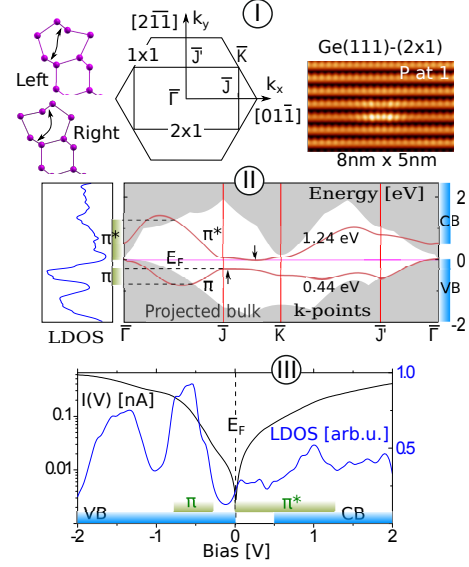 I
[21̅1̅]
k_y
1x1
J̅'
K̅
Γ̅
J̅
k_x
[011̅]
2x1
Left
Right
Ge(111)-(2x1)
P at 1
8nm x 5nm
II
Energy [eV]
2
CB
π*
π*
1.24 eV
E_F
0
π
π
0.44 eV
VB
Projected bulk
k-points
-2
LDOS
Γ̅
J̅
K̅
J̅'
Γ̅
III
1.0
0.1
I(V) [nA]
E_F
LDOS [arb.u.]
0.5
0.01
π
π*
VB
CB
-2
-1
0
1
2
Bias [V]